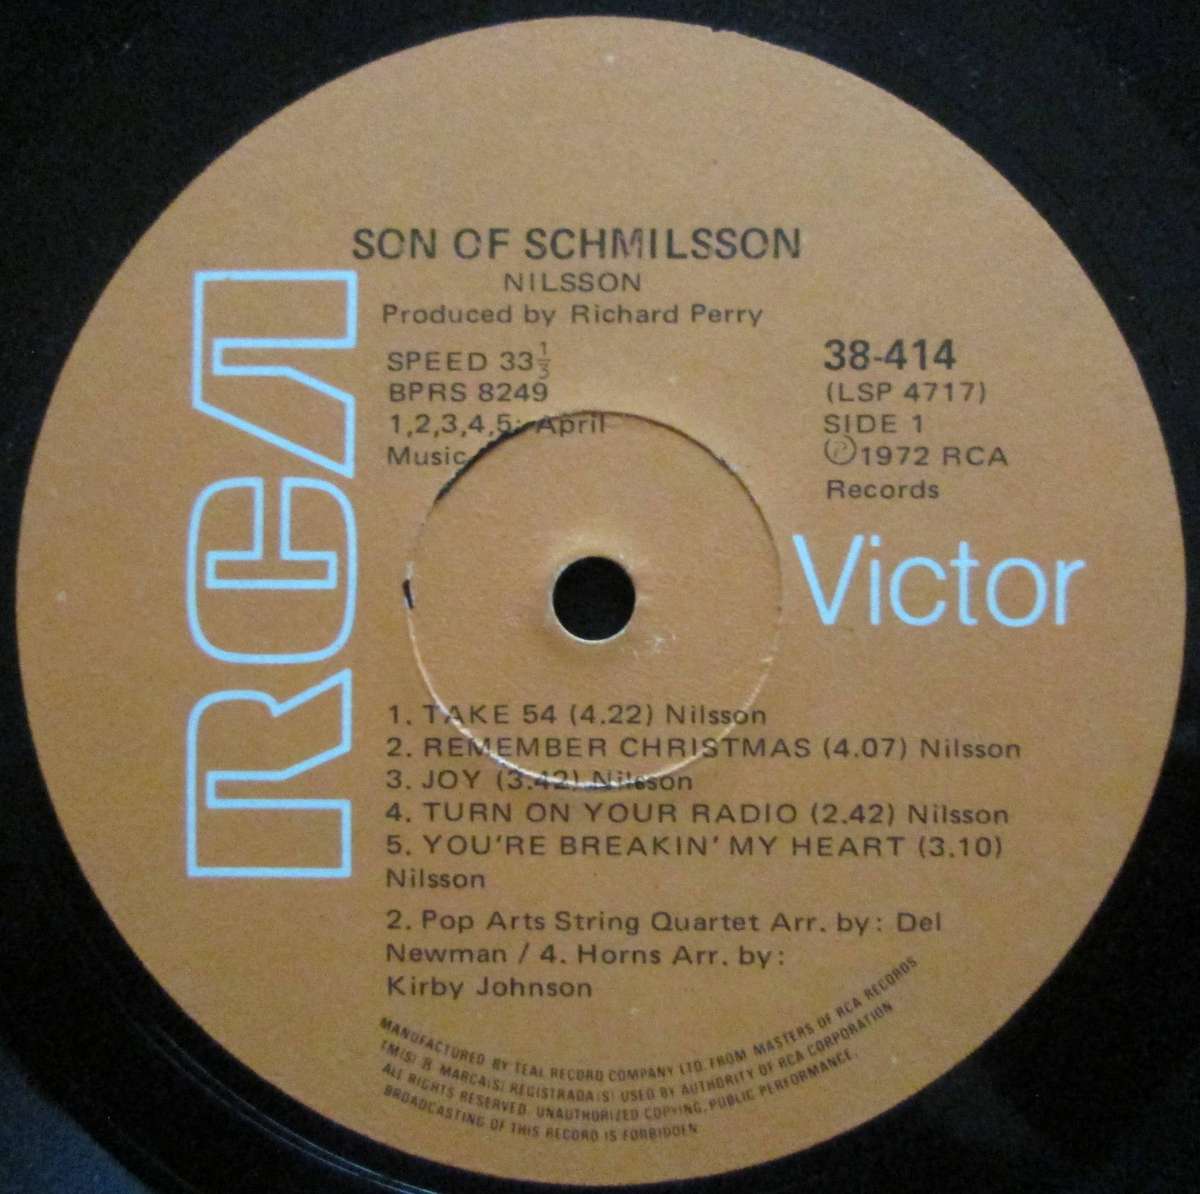 SON OF SCHMILSSON
NILSSON
Produced by Richard Perry
SPEED 33 1/3
BPRS 8249
1,2,3,4,5: April
Music
38-414
(LSP 4717)
SIDE 1
Ⓟ1972 RCA
Records
RCA
Victor
1. TAKE 54 (4.22) Nilsson
2. REMEMBER CHRISTMAS (4.07) Nilsson
3. JOY (3.42) Nilsson
4. TURN ON YOUR RADIO (2.42) Nilsson
5. YOU'RE BREAKIN' MY HEART (3.10)
Nilsson
2. Pop Arts String Quartet Arr. by: Del
Newman / 4. Horns Arr. by:
Kirby Johnson
MANUFACTURED BY TEAL RECORD COMPANY LTD. FROM MASTERS OF RCA RECORDS
TM(S) ® MARCA(S) REGISTRADA(S) USED BY AUTHORITY OF RCA CORPORATION
ALL RIGHTS RESERVED. UNAUTHORIZED COPYING, PUBLIC PERFORMANCE,
BROADCASTING OF THIS RECORD IS FORBIDDEN